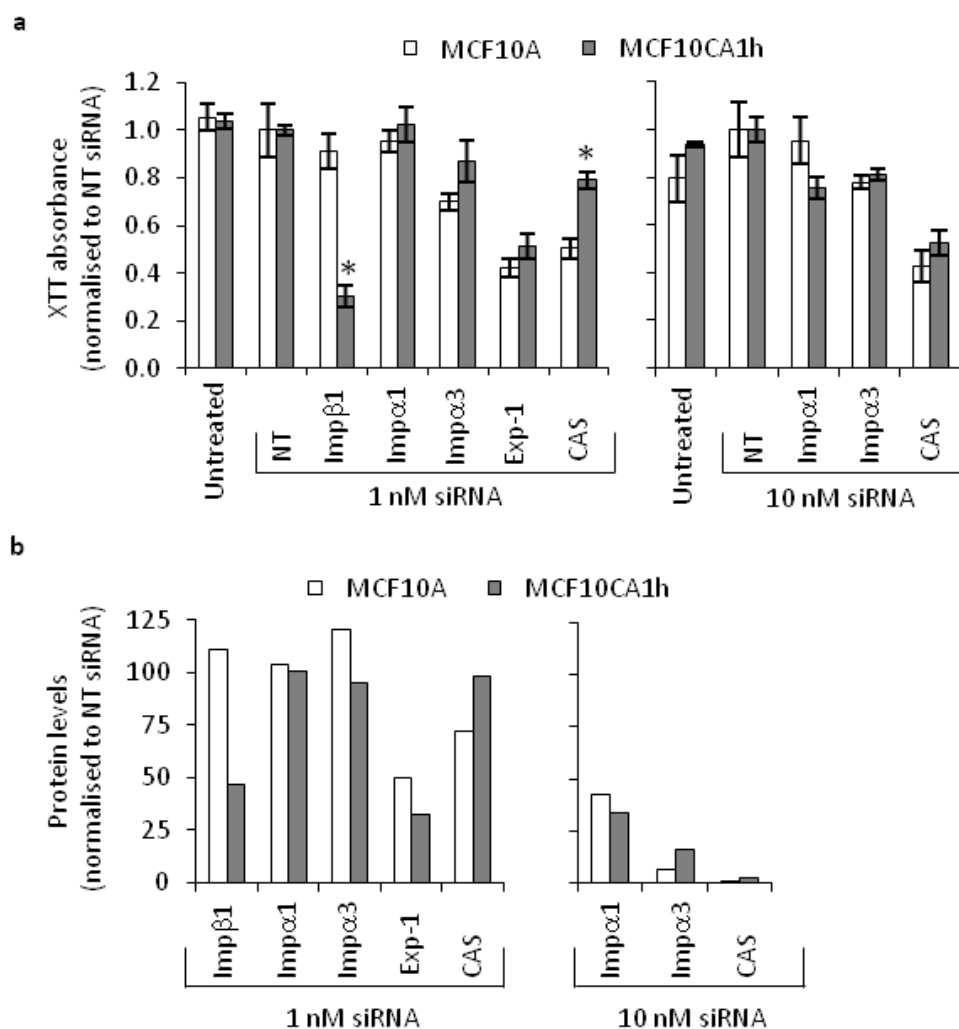 a
MCF10A MCF10CA1h
XTT absorbance
(normalised to NT siRNA)
1.2
1.0
0.8
0.6
0.4
0.2
0.0
*
*
Untreated
NT
Impβ1
Impα1
Impα3
Exp-1
CAS
1 nM siRNA
Untreated
NT
Impα1
Impα3
CAS
10 nM siRNA
b
MCF10A MCF10CA1h
Protein levels
(normalised to NT siRNA)
125
100
75
50
25
0
Impβ1
Impα1
Impα3
Exp-1
CAS
1 nM siRNA
Impα1
Impα3
CAS
10 nM siRNA